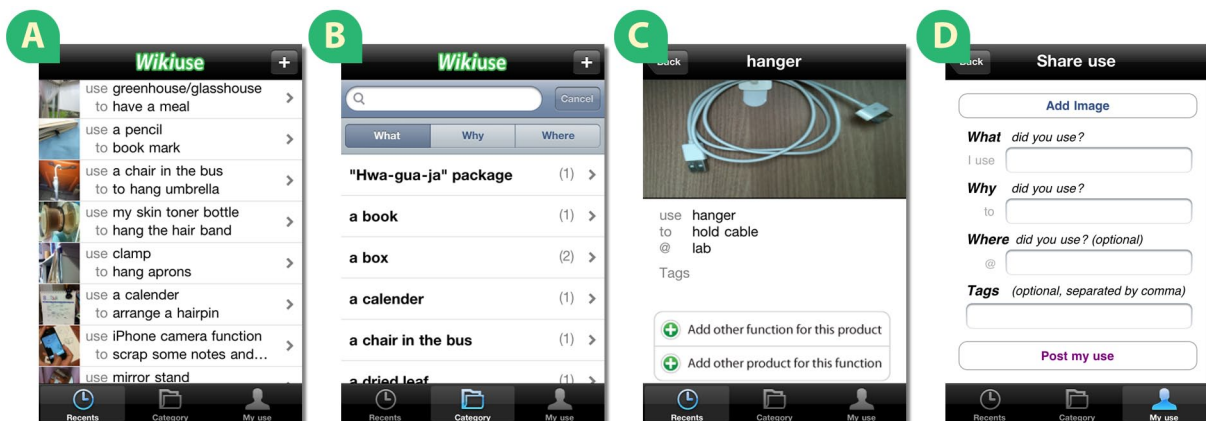 A
Wikiuse
+
use greenhouse/glasshouse
to have a meal
use a pencil
to book mark
use a chair in the bus
to to hang umbrella
use my skin toner bottle
to hang the hair band
use clamp
to hang aprons
use a calender
to arrange a hairpin
use iPhone camera function
to scrap some notes and...
use mirror stand
Recents Category My use
B
Wikiuse
+
Cancel
What Why Where
"Hwa-gua-ja" package (1)
a book (1)
a box (2)
a calender (1)
a chair in the bus (1)
a dried leaf (1)
Recents Category My use
C
Back hanger
use hanger
to hold cable
@ lab
Tags
Add other function for this product
Add other product for this function
Recents Category My use
D
Back Share use
Add Image
What did you use?
I use
Why did you use?
to
Where did you use? (optional)
@
Tags (optional, separated by comma)
Post my use
Recents Category My use